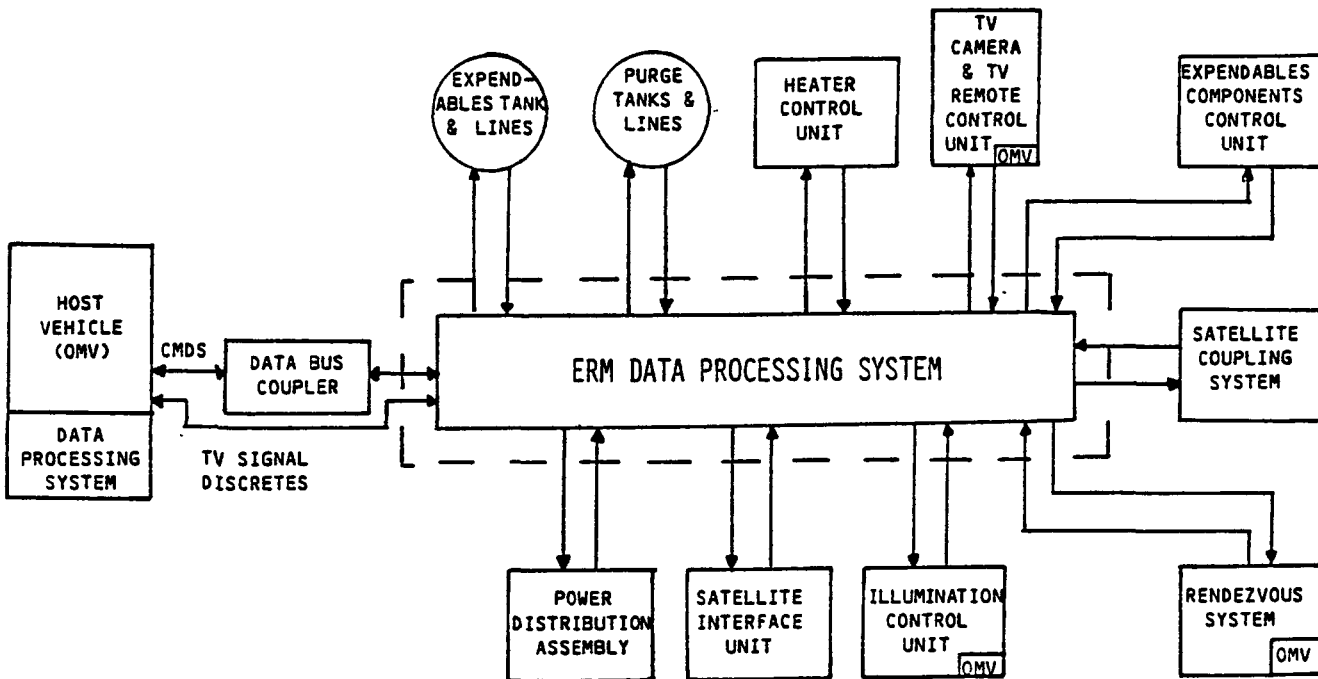 EXPEND-
ABLES TANK
& LINES
PURGE
TANKS &
LINES
HEATER
CONTROL
UNIT
TV
CAMERA
& TV
REMOTE
CONTROL
UNIT
OMV
EXPENDABLES
COMPONENTS
CONTROL
UNIT
HOST
VEHICLE
(OMV)
DATA
PROCESSING
SYSTEM
CMDS
DATA BUS
COUPLER
TV SIGNAL
DISCRETES
ERM DATA PROCESSING SYSTEM
SATELLITE
COUPLING
SYSTEM
POWER
DISTRIBUTION
ASSEMBLY
SATELLITE
INTERFACE
UNIT
ILLUMINATION
CONTROL
UNIT
OMV
RENDEZVOUS
SYSTEM
OMV